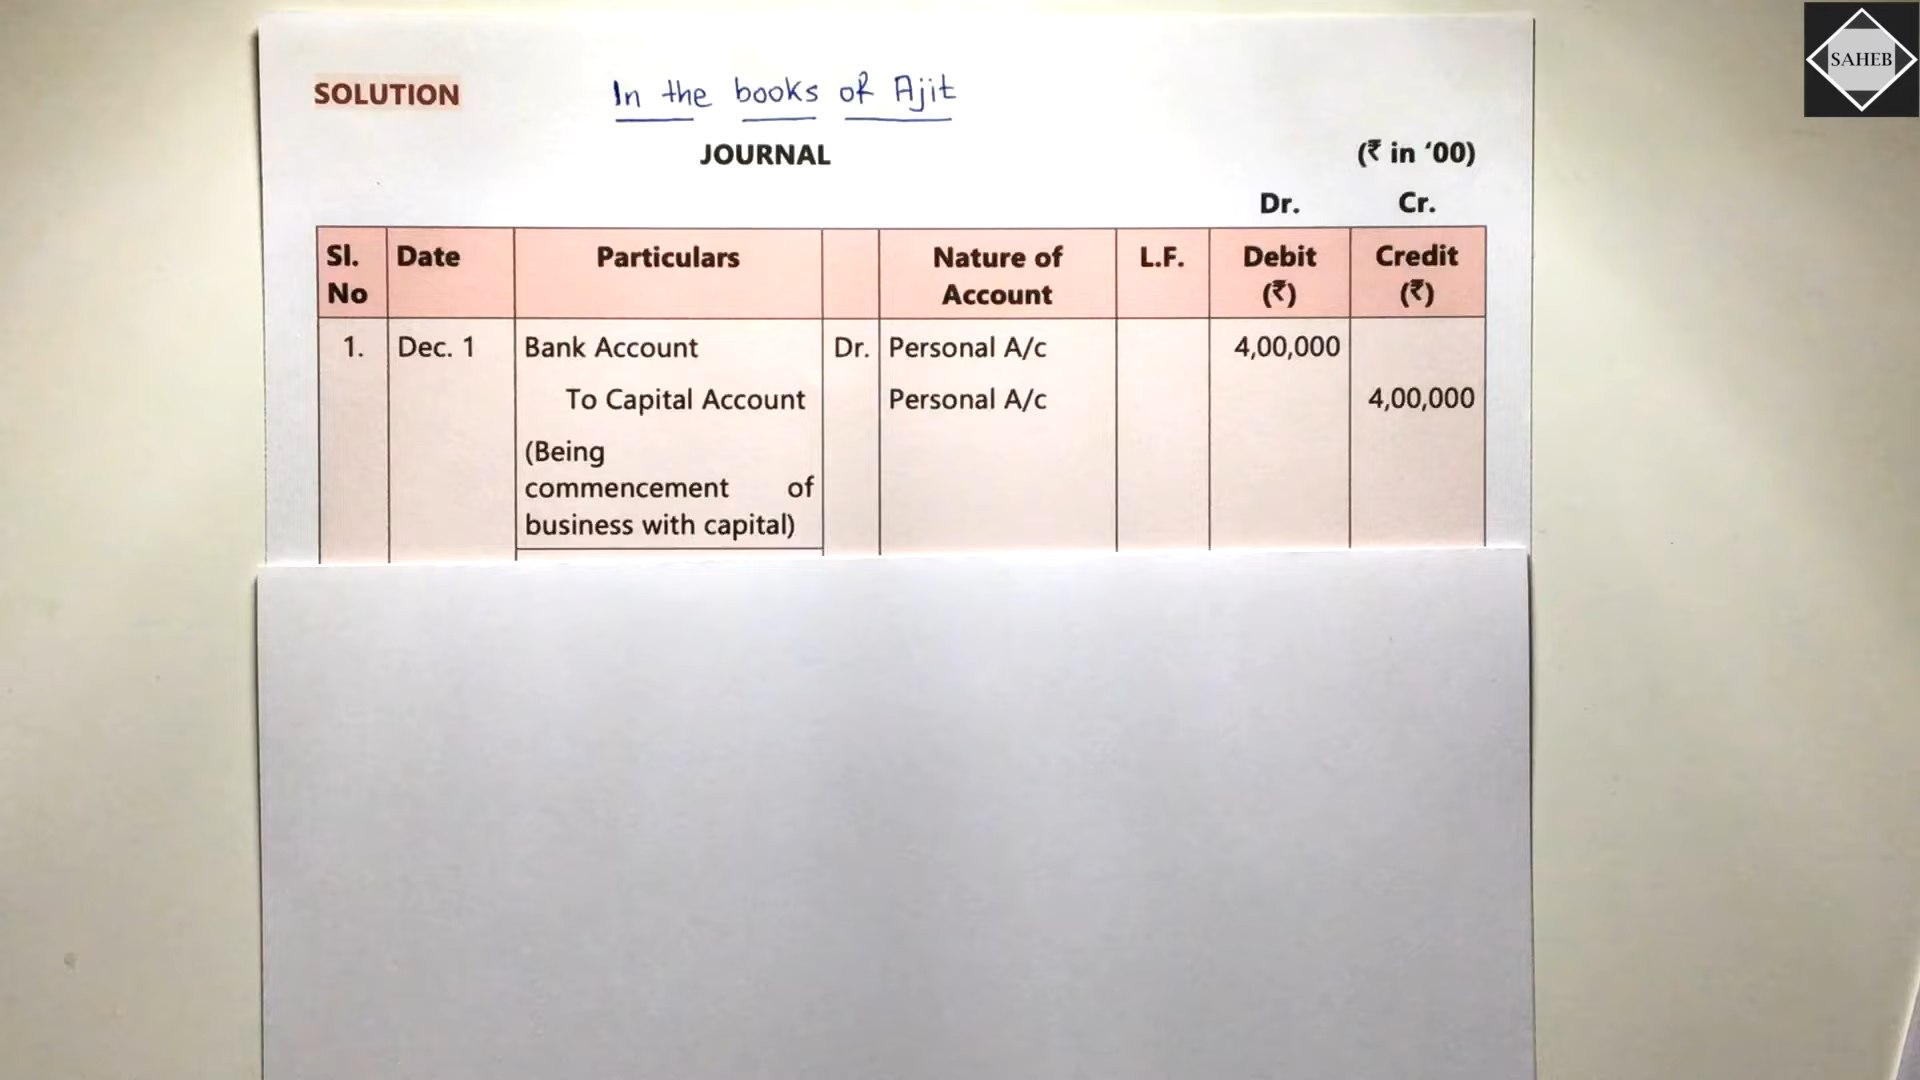 SAHEB
SOLUTION
In the books of Ajit
JOURNAL
(₹ in ‘00)
Dr. Cr.
Sl. No Date Particulars Nature of Account L.F. Debit (₹) Credit (₹)
1. Dec. 1 Bank Account Dr. Personal A/c 4,00,000
To Capital Account Personal A/c 4,00,000
(Being
commencement of
business with capital)